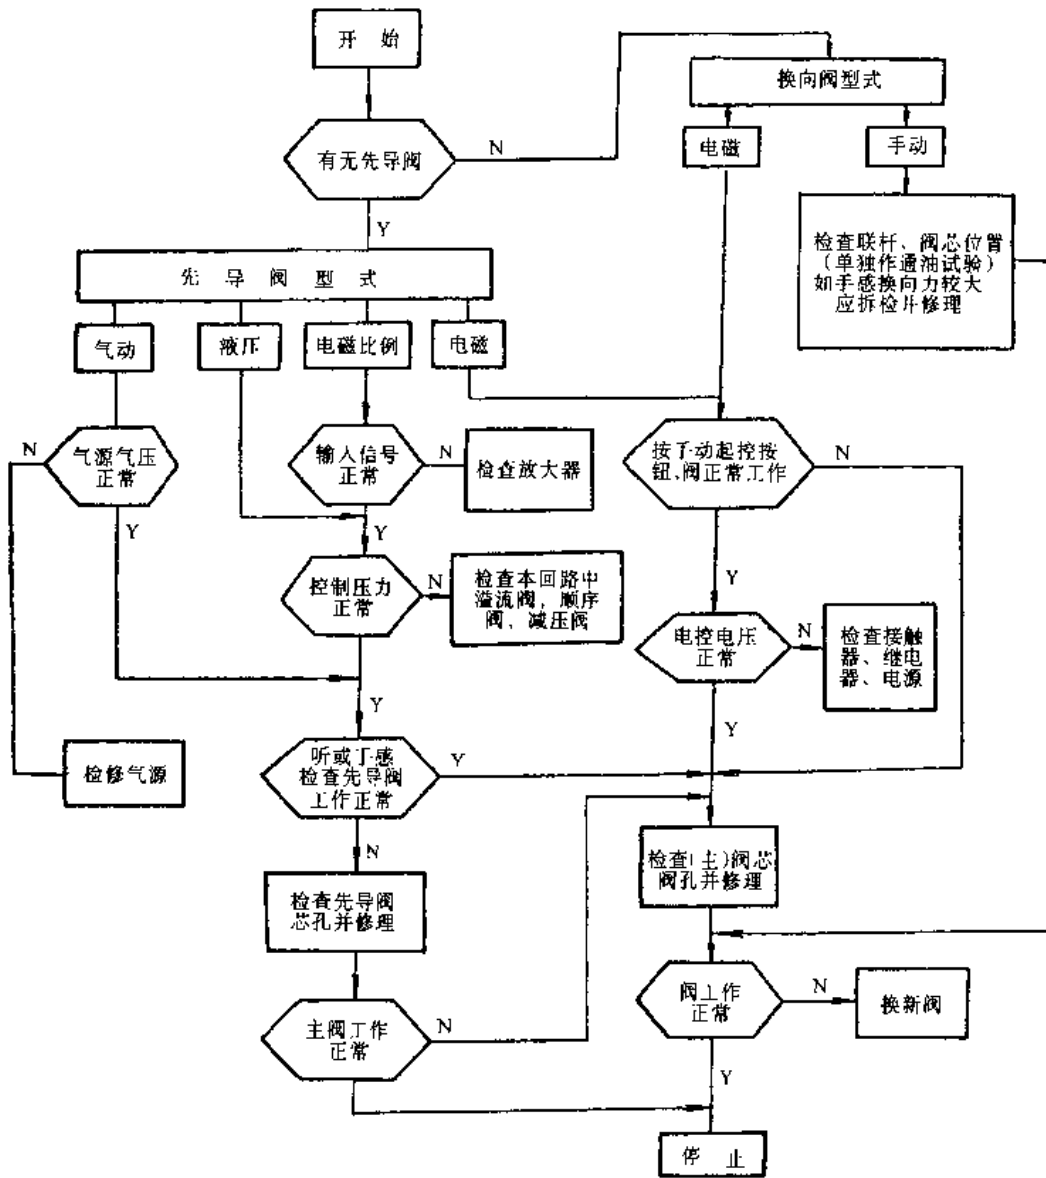 开 始
换向阀型式
有无先导阀
N
电磁
手动
Y
检查联杆、阀芯位置
（单独作通油试验）
如手感换向力较大
应拆检并修理
先 导 阀 型 式
气动
液压
电磁比例
电磁
N
气源气压
正常
输入信号
正常
N
检查放大器
按手动起控按
钮、阀正常工作
N
Y
Y
控制压力
正常
N
检查本回路中
溢流阀，顺序
阀、减压阀
Y
电控电压
正常
N
检查接触
器、继电
器、电源
Y
Y
检修气源
听或手感
检查先导阀
工作正常
Y
N
检查（主）阀芯
阀孔并修理
检查先导阀
芯孔并修理
阀工作
正常
N
换新阀
主阀工作
正常
N
Y
停 止